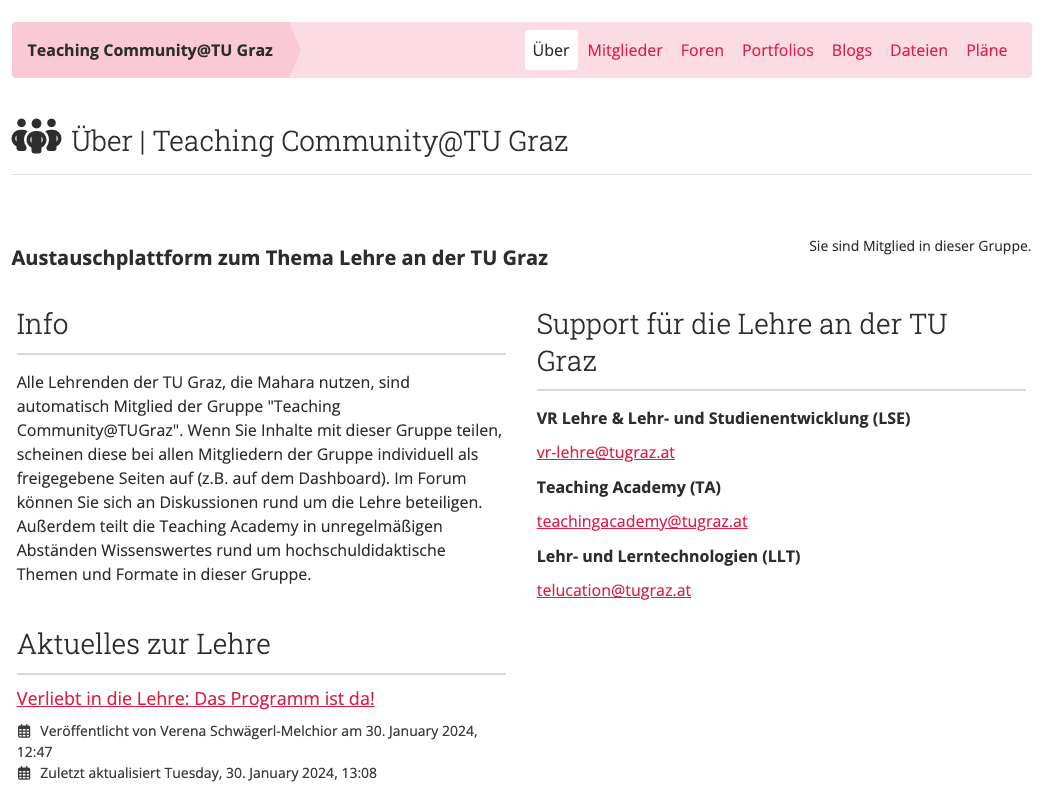 Teaching Community@TU Graz
Über Mitglieder Foren Portfolios Blogs Dateien Pläne
Über | Teaching Community@TU Graz
Sie sind Mitglied in dieser Gruppe.
Austauschplattform zum Thema Lehre an der TU Graz
Info
Alle Lehrenden der TU Graz, die Mahara nutzen, sind
automatisch Mitglied der Gruppe "Teaching
Community@TUGraz". Wenn Sie Inhalte mit dieser Gruppe teilen,
scheinen diese bei allen Mitgliedern der Gruppe individuell als
freigegebene Seiten auf (z.B. auf dem Dashboard). Im Forum
können Sie sich an Diskussionen rund um die Lehre beteiligen.
Außerdem teilt die Teaching Academy in unregelmäßigen
Abständen Wissenswertes rund um hochschuldidaktische
Themen und Formate in dieser Gruppe.
Aktuelles zur Lehre
Verliebt in die Lehre: Das Programm ist da!
Veröffentlicht von Verena Schwägerl-Melchior am 30. January 2024,
12:47
Zuletzt aktualisiert Tuesday, 30. January 2024, 13:08
Support für die Lehre an der TU
Graz
VR Lehre & Lehr- und Studienentwicklung (LSE)
vr-lehre@tugraz.at
Teaching Academy (TA)
teachingacademy@tugraz.at
Lehr- und Lerntechnologien (LLT)
telucation@tugraz.at